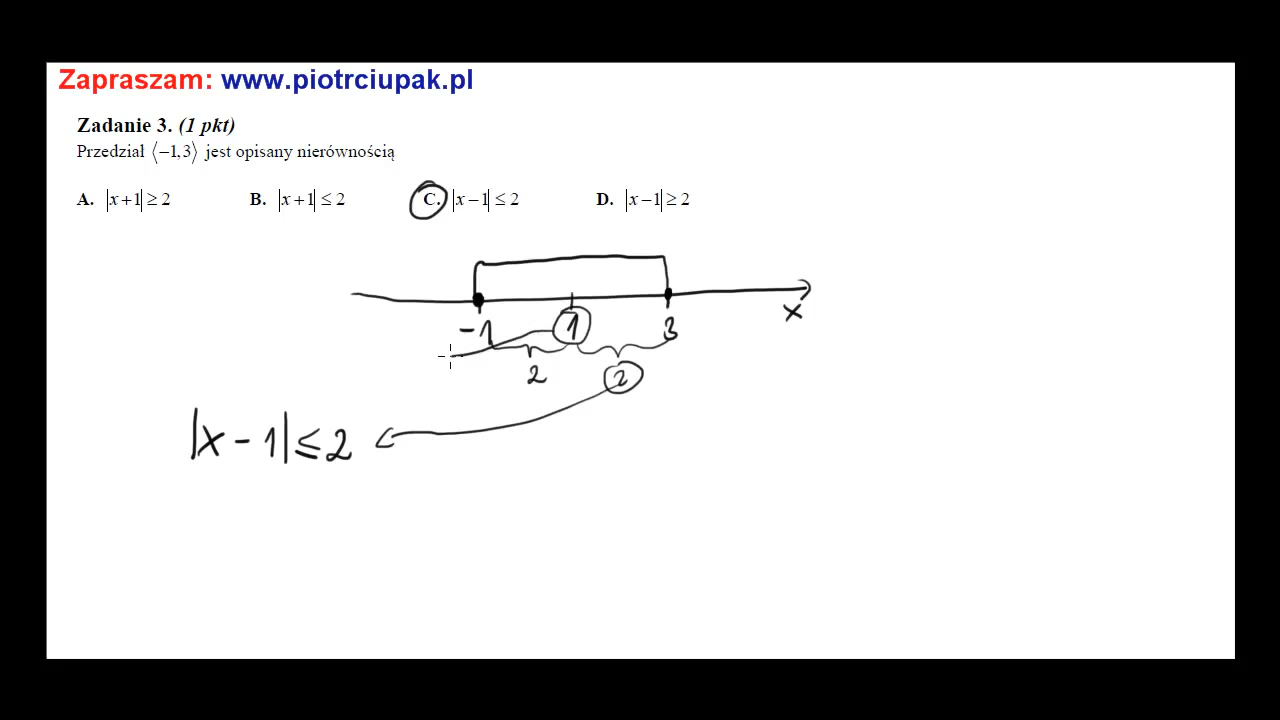 Zapraszam: www.piotrciupak.pl
Zadanie 3. (1 pkt)
Przedział ⟨−1,3⟩ jest opisany nierównością
A. |x+1| ≥ 2 B. |x+1| ≤ 2 C. |x−1| ≤ 2 D. |x−1| ≥ 2
x
-1 1 3
2 2
|x - 1| ≤ 2